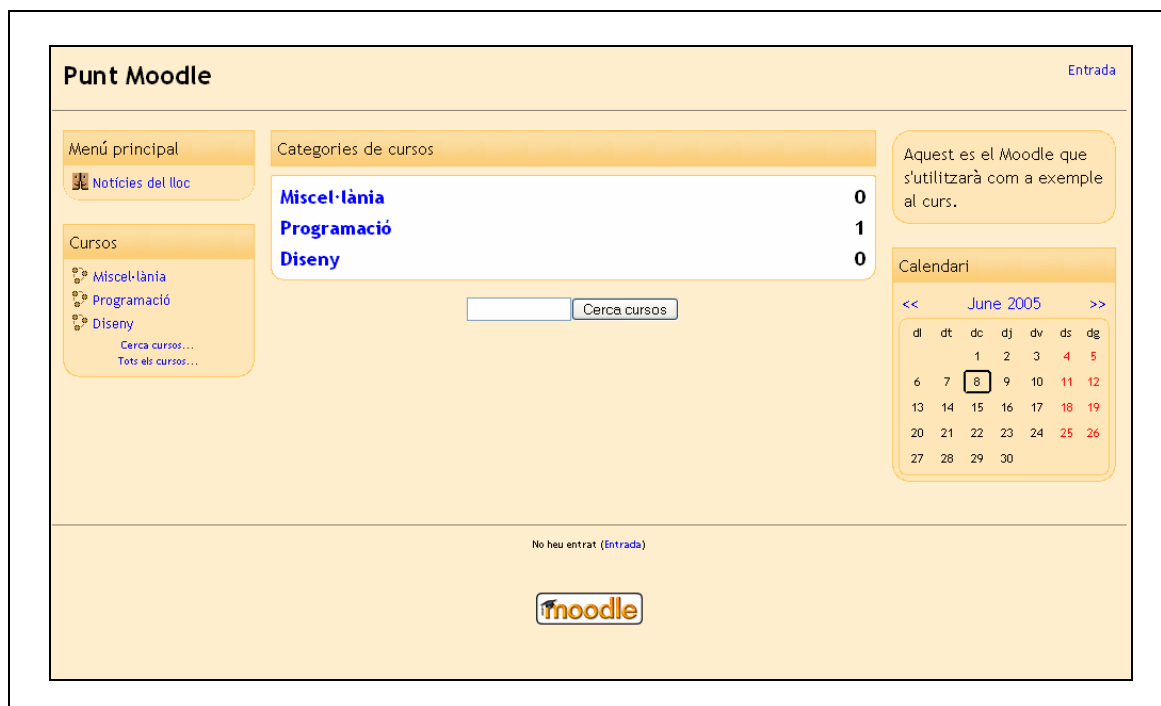 Punt Moodle
Entrada
Menú principal
Notícies del lloc
Cursos
Miscel·lània
Programació
Diseny
Cerca cursos...
Tots els cursos...
Categories de cursos
Miscel·lània 0
Programació 1
Diseny 0
Cerca cursos
Aquest es el Moodle que
s'utilitzarà com a exemple
al curs.
Calendari
<< June 2005 >>
dl dt dc dj dv ds dg
1 2 3 4 5
6 7 8 9 10 11 12
13 14 15 16 17 18 19
20 21 22 23 24 25 26
27 28 29 30
No heu entrat (Entrada)
moodle